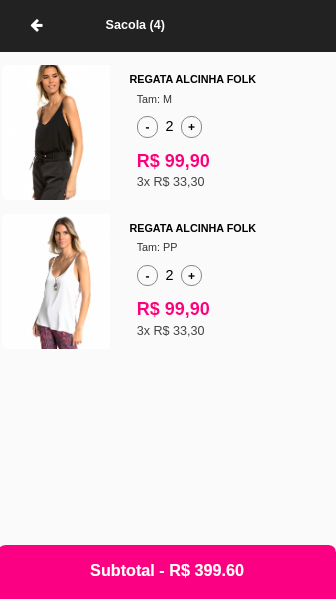 Sacola (4)
REGATA ALCINHA FOLK
Tam: M
- 2 +
R$ 99,90
3x R$ 33,30
REGATA ALCINHA FOLK
Tam: PP
- 2 +
R$ 99,90
3x R$ 33,30
Subtotal - R$ 399.60